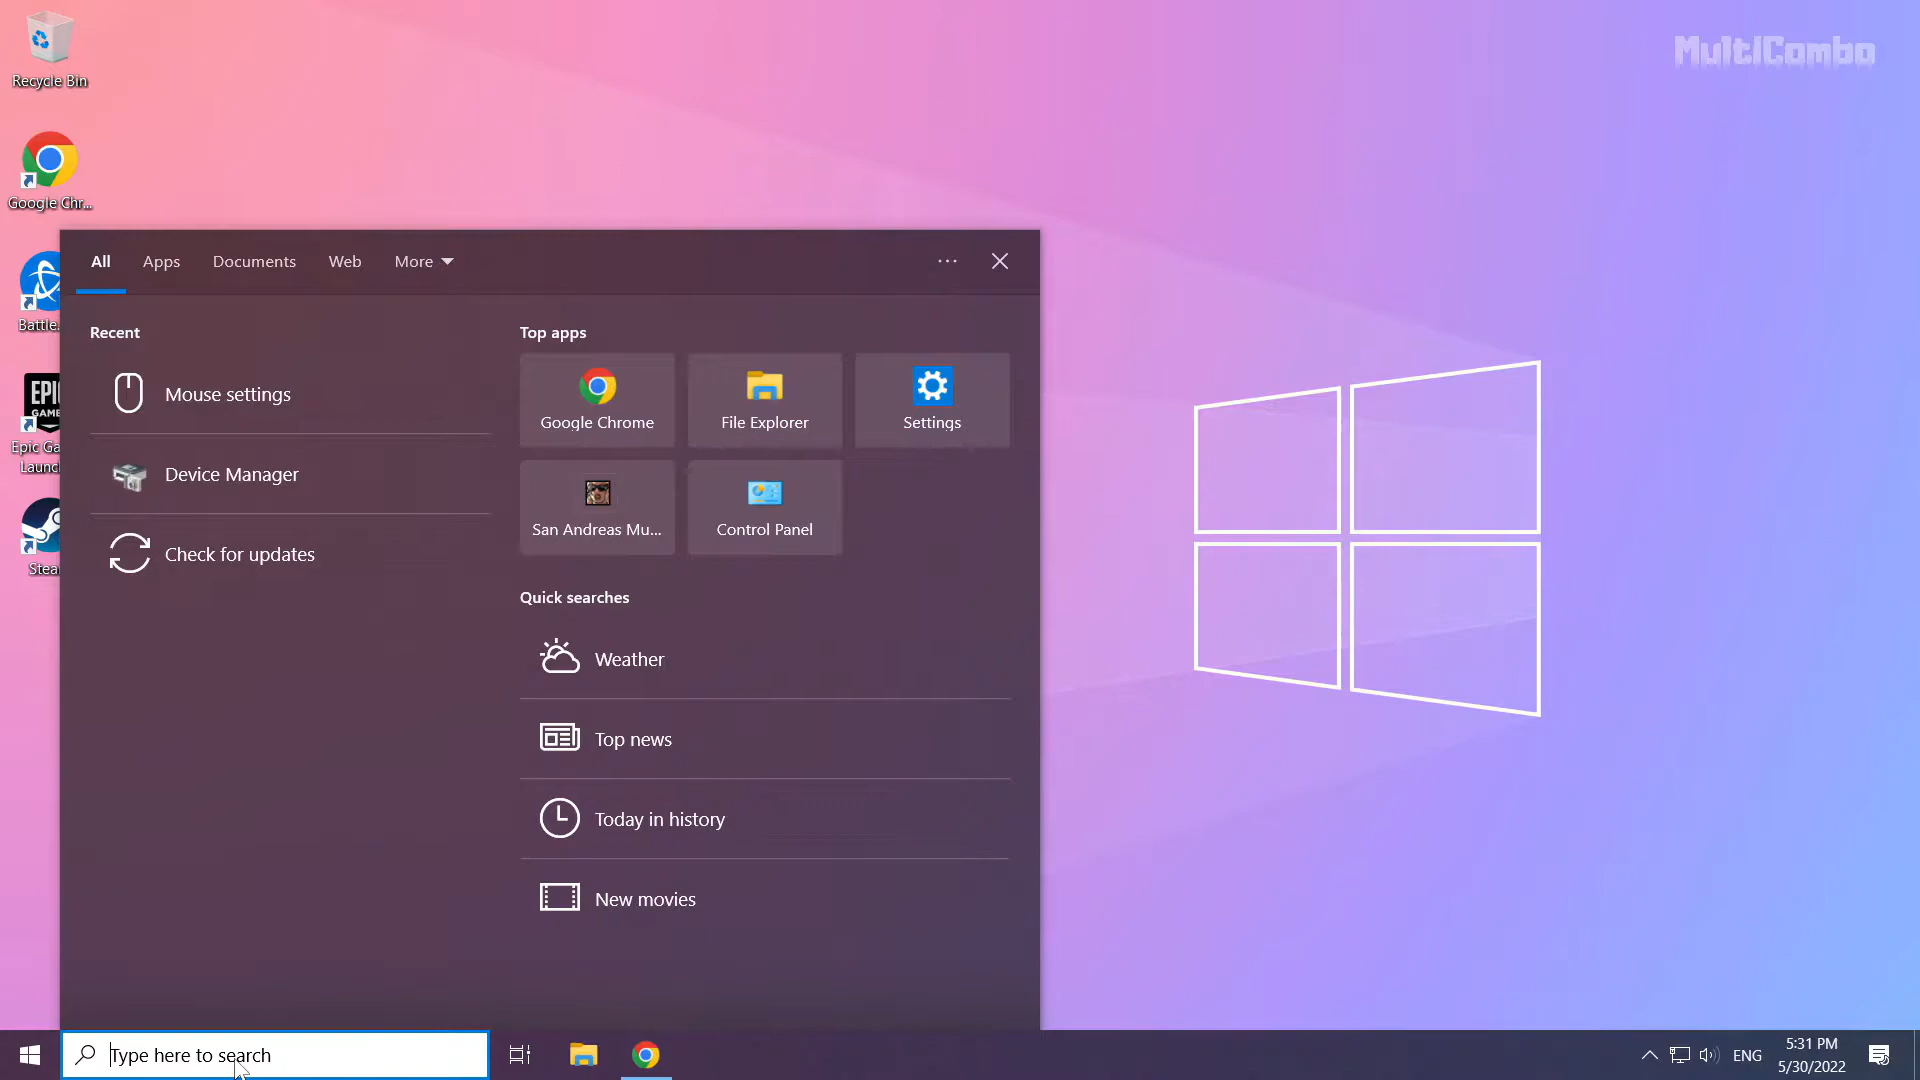 MultiCombo
Recycle Bin
Google Chr...
Battle.
EPIC
GAMES
Epic Ga
Launc
Stea
All
Apps
Documents
Web
More
Recent
Mouse settings
Device Manager
Check for updates
Top apps
Google Chrome
File Explorer
Settings
San Andreas Mu...
Control Panel
Quick searches
Weather
Top news
Today in history
New movies
Type here to search
ENG
5:31 PM
5/30/2022